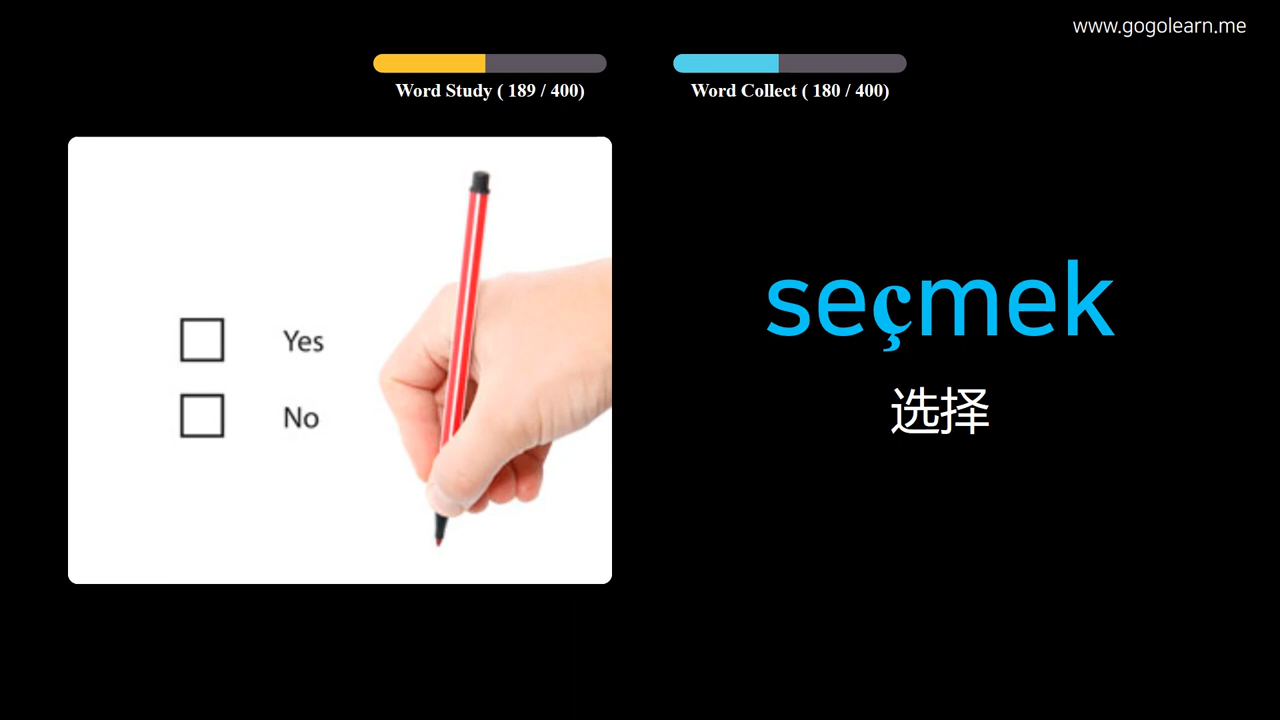 www.gogolearn.me
Word Study ( 189 / 400)
Word Collect ( 180 / 400)
Yes
No
seçmek
选择